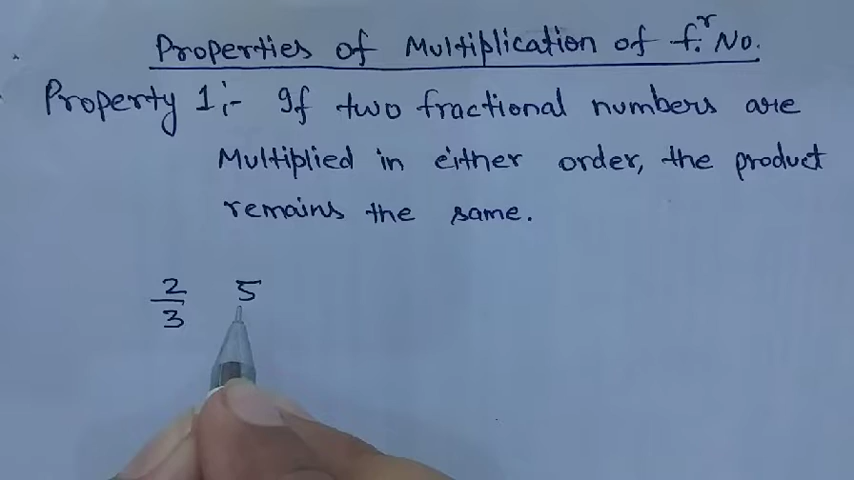 Properties of Multiplication of f.r No.
Property 1:- If two fractional numbers are
Multiplied in either order, the product
remains the same.
2 5
3